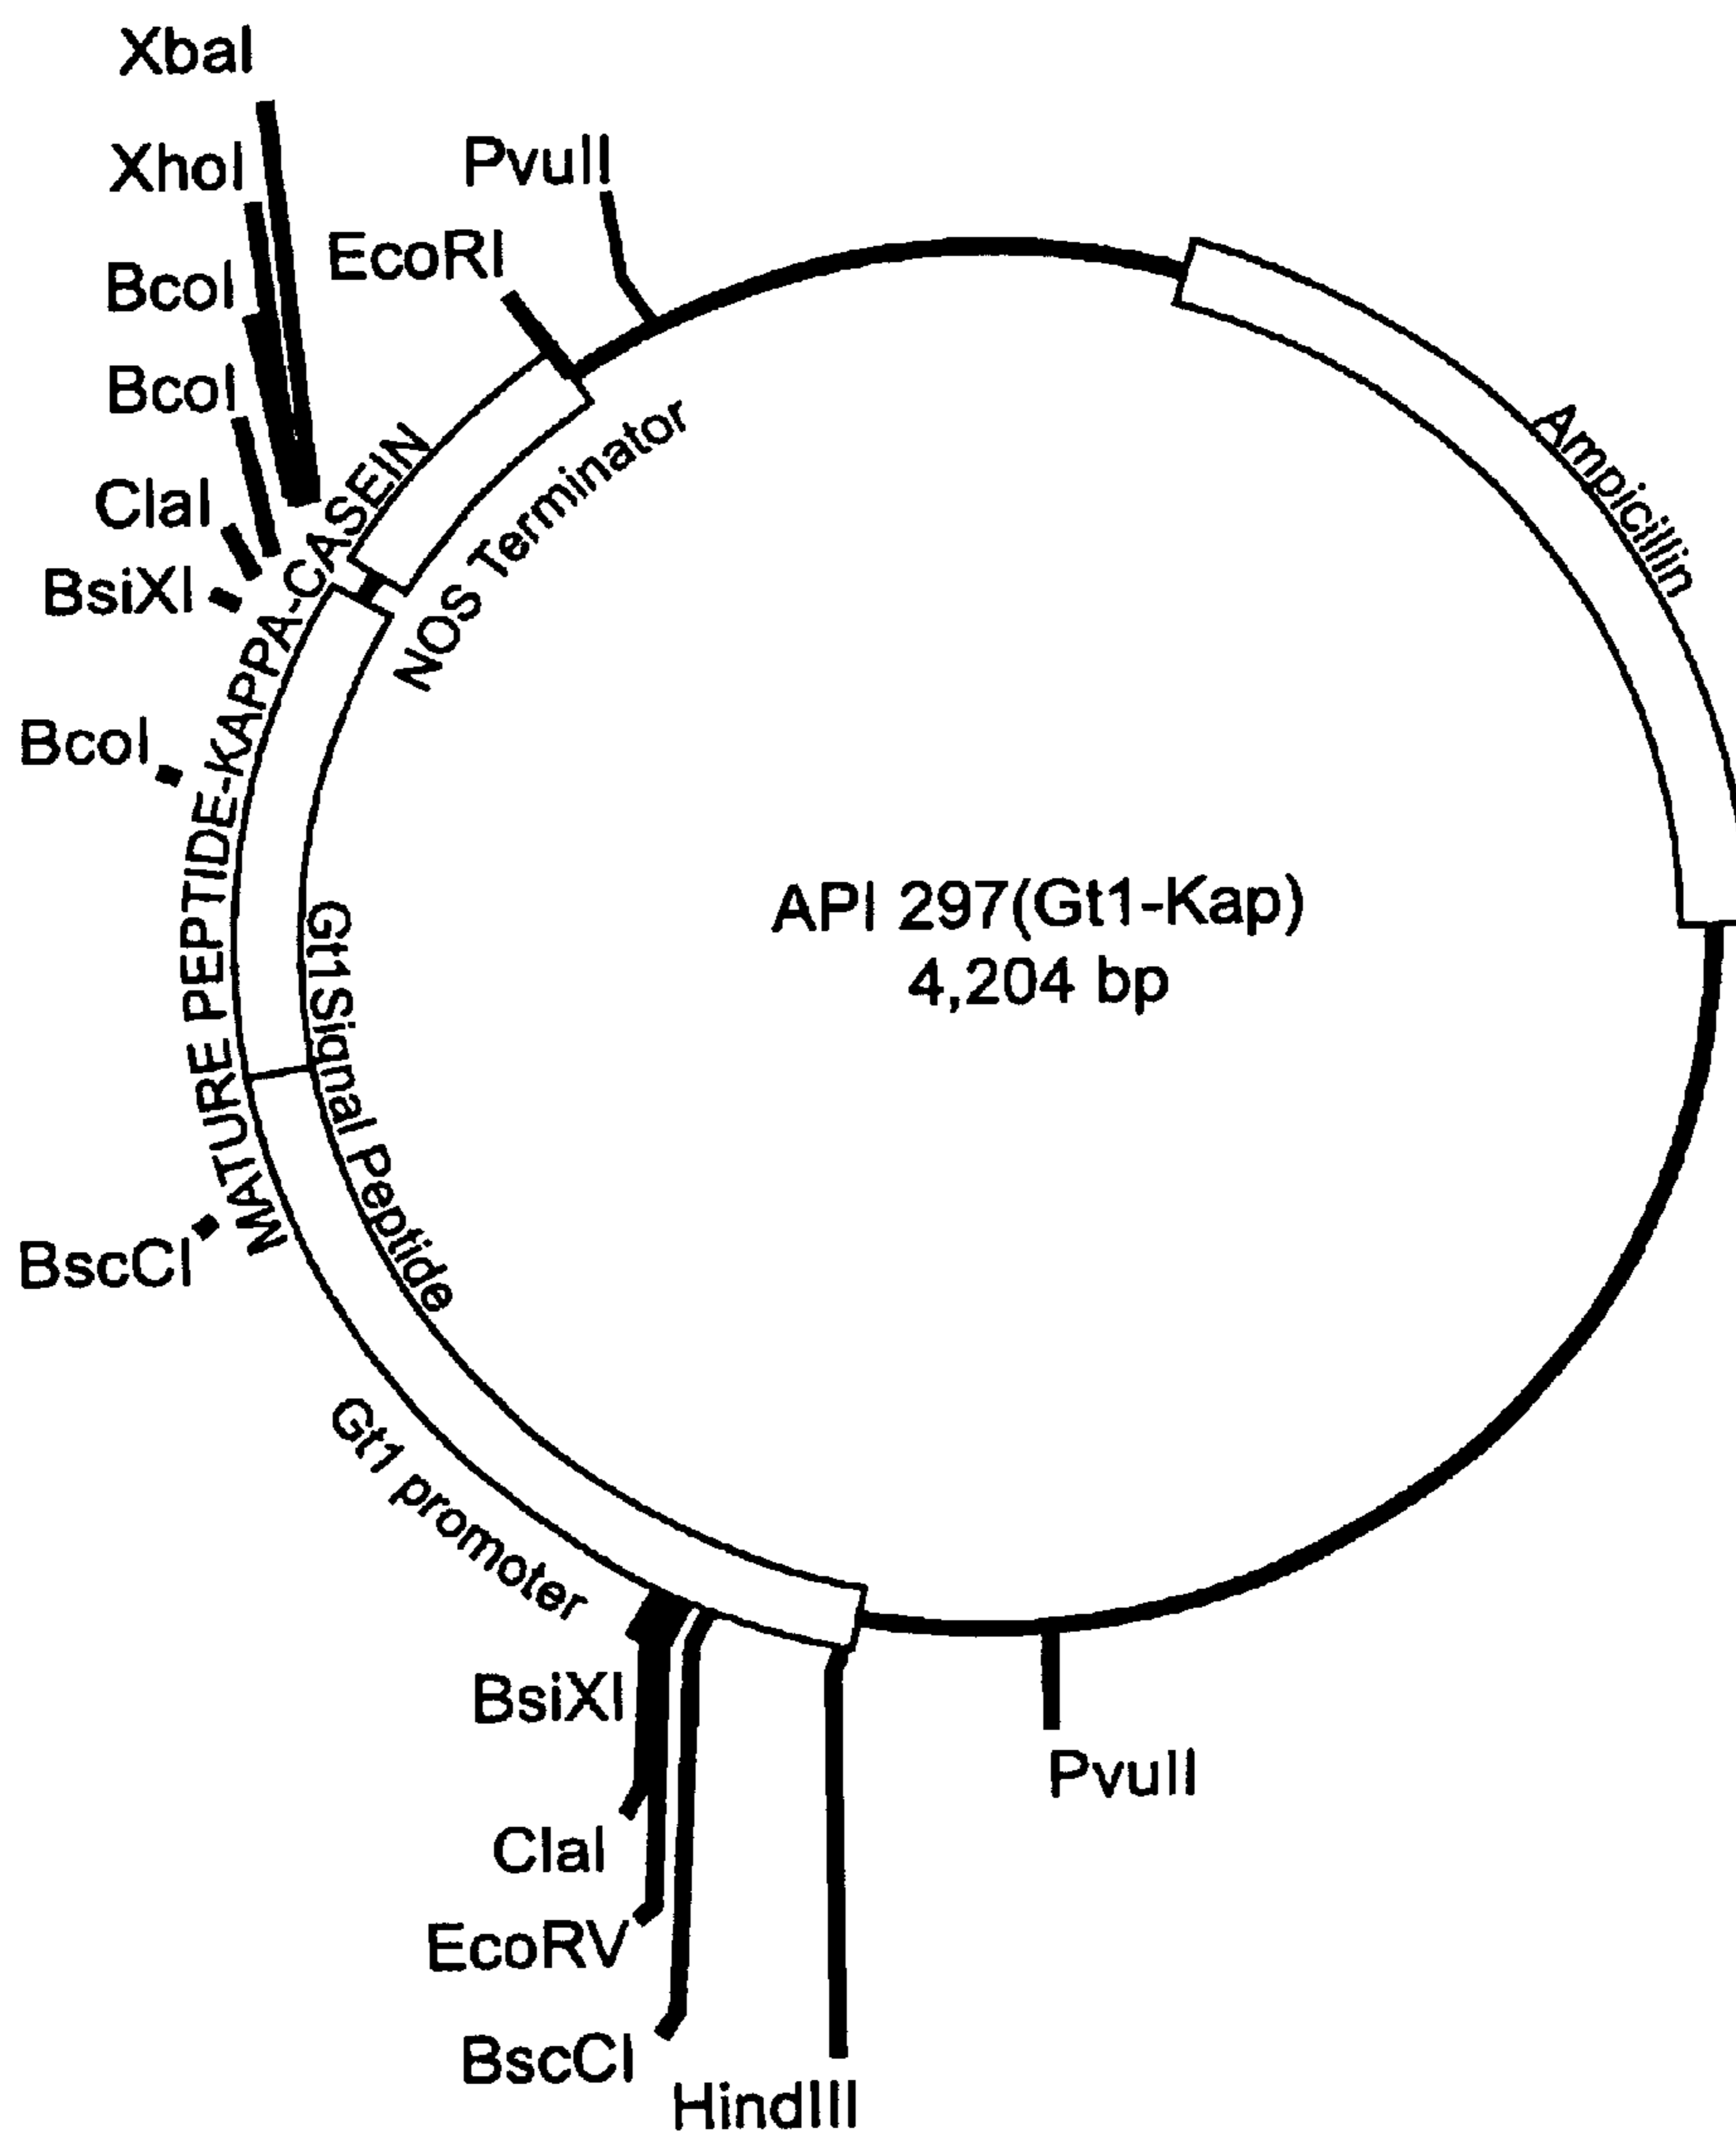 XbaI
XhoI
PvuII
BcoI
EcoRI
BcoI
ClaI
BsiXI
BcoI
BscCI
NOS Terminator
Ampicillin
MATURE PEPTIDE-KAPPA-CASEIN
Gt1Signal Peptide
API 297(Gt1-Kap)
4,204 bp
Gt1 promoter
BsiXI
PvuII
ClaI
EcoRV
BscCI
HindIII